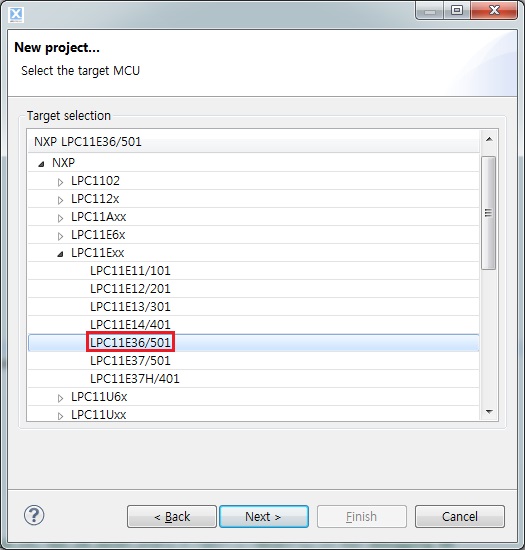 New project...
Select the target MCU
Target selection
NXP LPC11E36/501
NXP
LPC1102
LPC112x
LPC11Axx
LPC11E6x
LPC11Exx
LPC11E11/101
LPC11E12/201
LPC11E13/301
LPC11E14/401
LPC11E36/501
LPC11E37/501
LPC11E37H/401
LPC11U6x
LPC11Uxx
?
< Back
Next >
Finish
Cancel